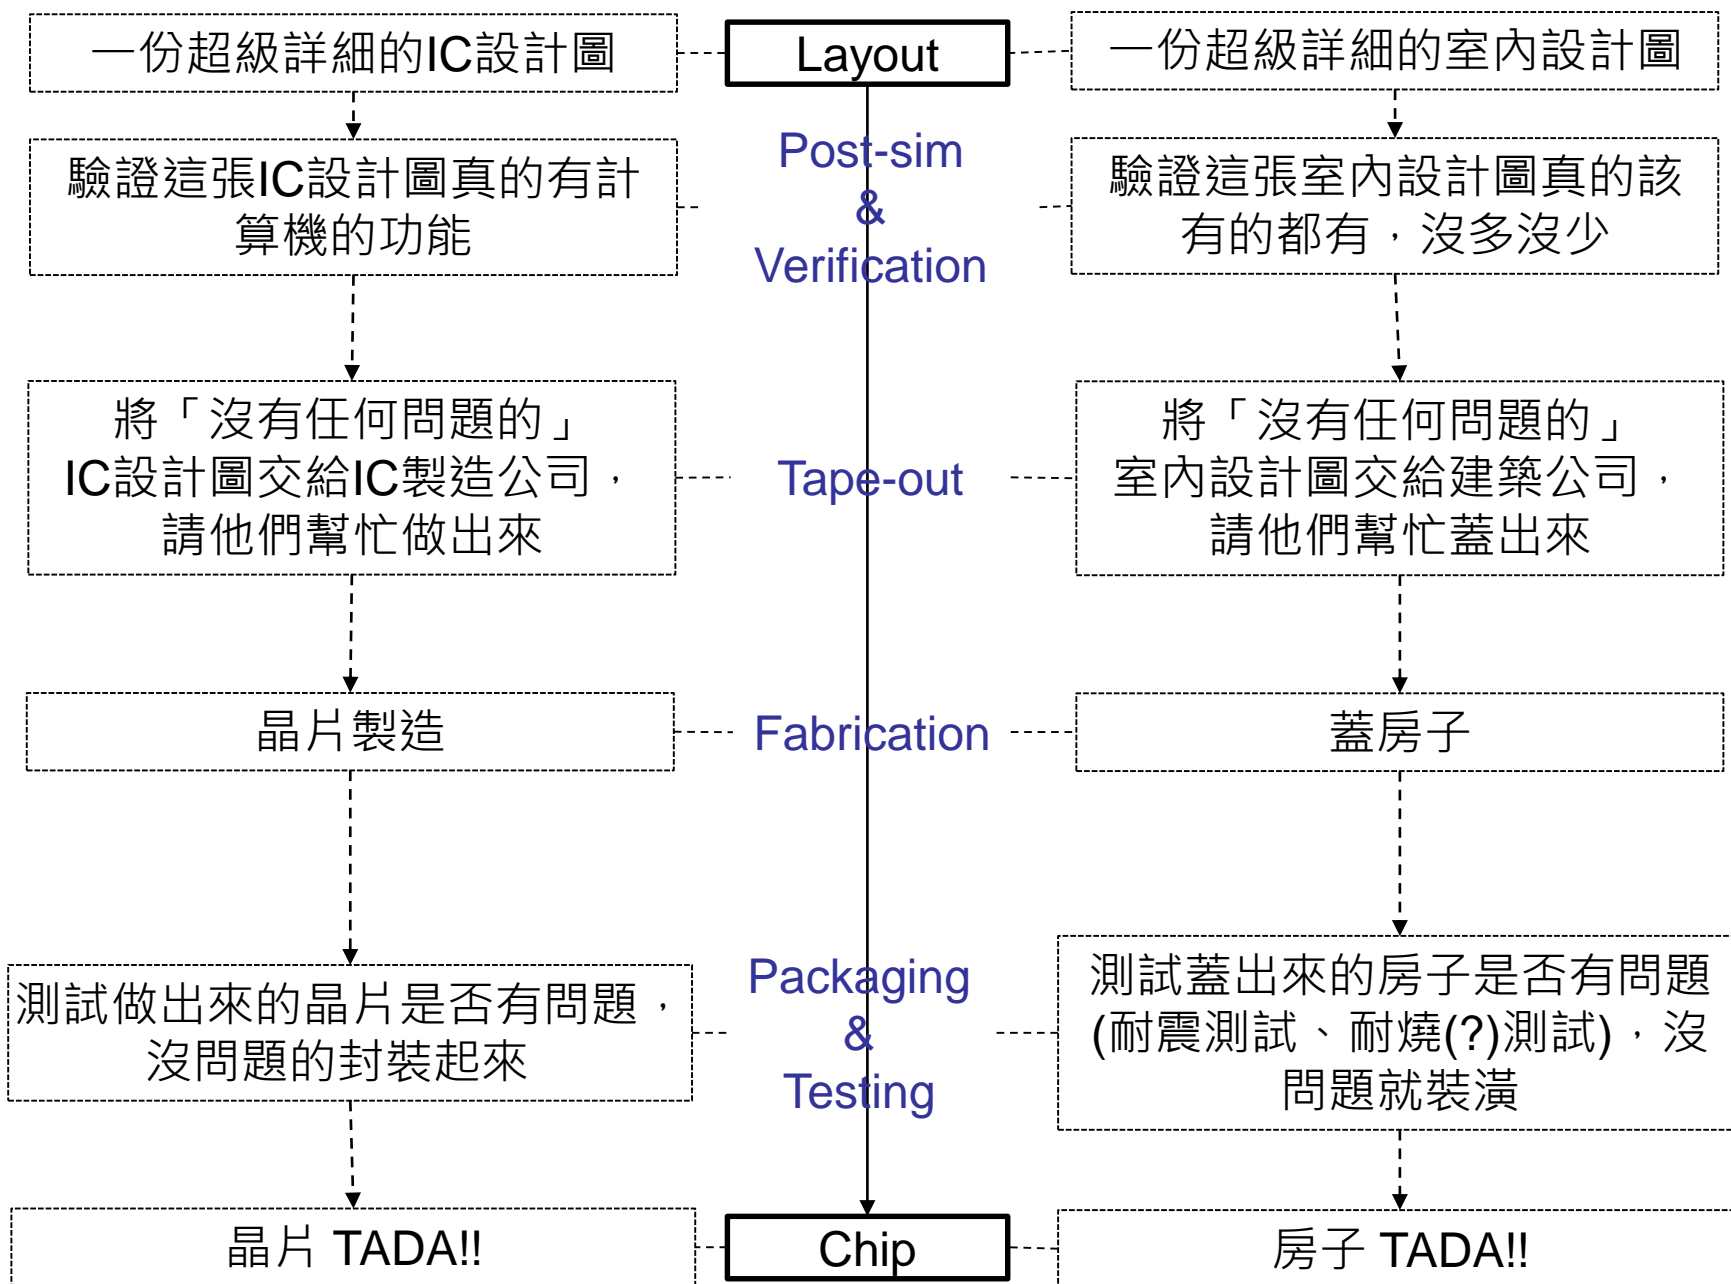 一份超級詳細的IC設計圖
Layout
一份超級詳細的室內設計圖
驗證這張IC設計圖真的有計
算機的功能
Post-sim
&
Verification
驗證這張室內設計圖真的該
有的都有，沒多沒少
將「沒有任何問題的」
IC設計圖交給IC製造公司，
請他們幫忙做出來
Tape-out
將「沒有任何問題的」
室內設計圖交給建築公司，
請他們幫忙蓋出來
晶片製造
Fabrication
蓋房子
測試做出來的晶片是否有問題，
沒問題的封裝起來
Packaging
&
Testing
測試蓋出來的房子是否有問題
(耐震測試、耐燒(?)測試)，沒
問題就裝潢
晶片 TADA!!
Chip
房子 TADA!!